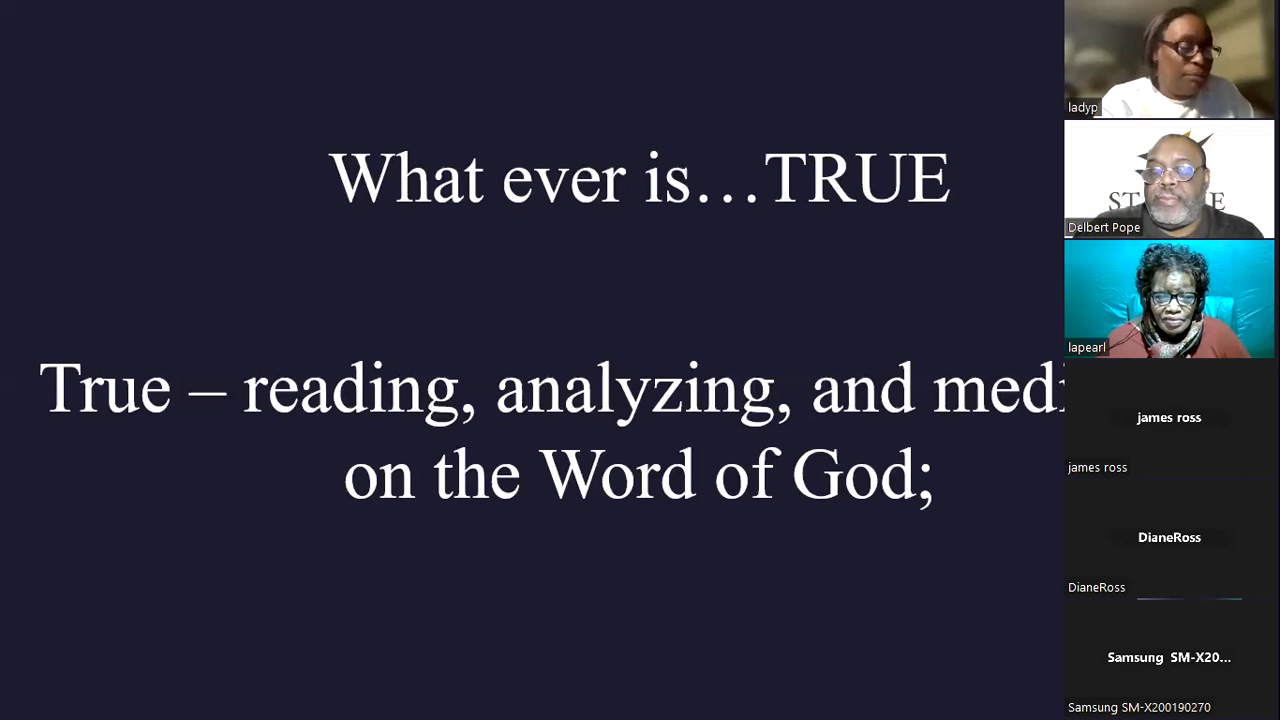 What ever is…TRUE
True – reading, analyzing, and
on the Word of God;
ladyp
Delbert Pope
lapearl
james ross
james ross
DianeRoss
DianeRoss
Samsung SM-X20...
Samsung SM-X200190270